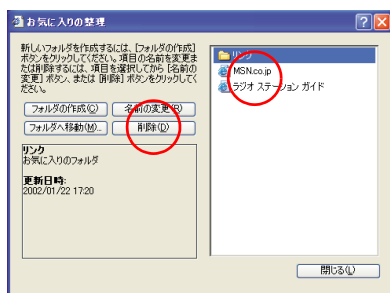 お気に入りの整理
新しいフォルダを作成するには、[フォルダの作成]
ボタンをクリックしてください。項目の名前を変更ま
たは削除するには、項目を選択してから [名前の
変更] ボタン、または [削除] ボタンをクリックしてく
ださい。
フォルダの作成(C)
名前の変更(R)
フォルダへ移動(M)...
削除(D)
リンク
お気に入りのフォルダ
更新日時:
2002/01/22 17:20
リンク
MSN.co.jp
ラジオ ステーション ガイド
閉じる(L)